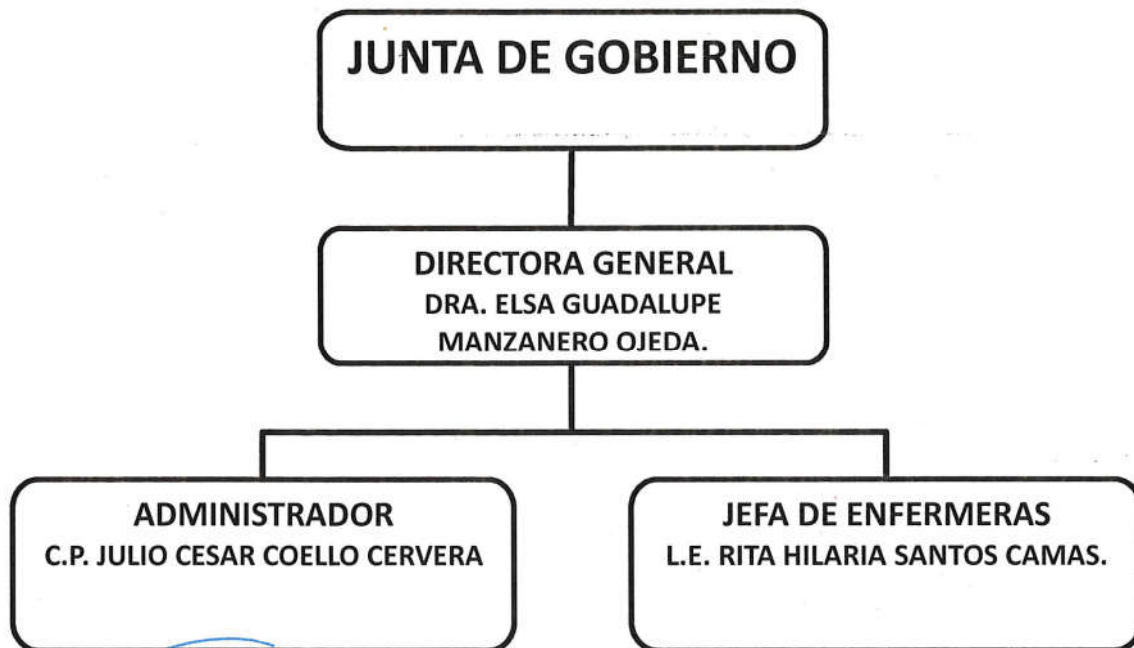 JUNTA DE GOBIERNO
DIRECTORA GENERAL
DRA. ELSA GUADALUPE
MANZANERO OJEDA.
ADMINISTRADOR
C.P. JULIO CESAR COELLO CERVERA
JEFA DE ENFERMERAS
L.E. RITA HILARIA SANTOS CAMAS.